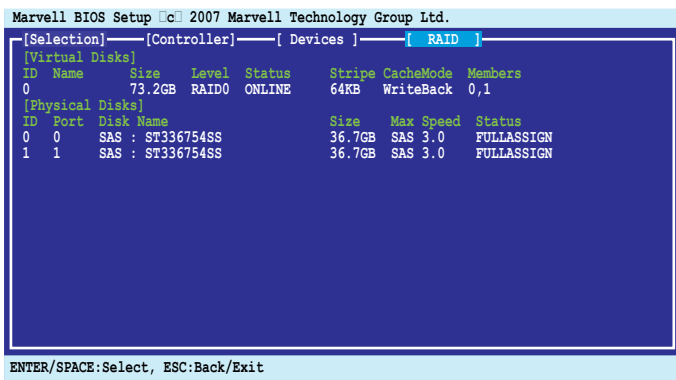 Marvell BIOS Setup □c□ 2007 Marvell Technology Group Ltd.
[Selection] [Controller] [ Devices ] [ RAID ]
[Virtual Disks]
ID Name Size Level Status Stripe CacheMode Members
0 73.2GB RAID0 ONLINE 64KB WriteBack 0,1
[Physical Disks]
ID Port Disk Name Size Max Speed Status
0 0 SAS : ST336754SS 36.7GB SAS 3.0 FULLASSIGN
1 1 SAS : ST336754SS 36.7GB SAS 3.0 FULLASSIGN
ENTER/SPACE:Select, ESC:Back/Exit